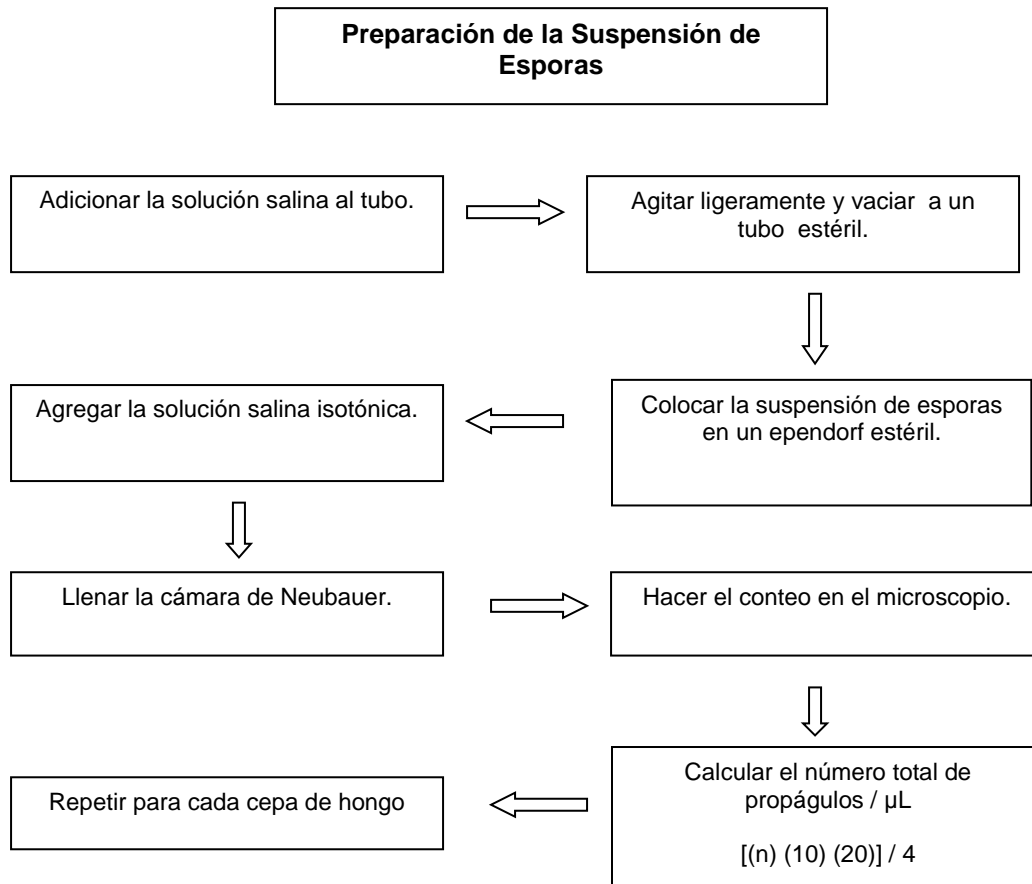 Preparación de la Suspensión de
Esporas
Adicionar la solución salina al tubo.
Agitar ligeramente y vaciar a un
tubo estéril.
Colocar la suspensión de esporas
en un ependorf estéril.
Agregar la solución salina isotónica.
Llenar la cámara de Neubauer.
Hacer el conteo en el microscopio.
Calcular el número total de
propágulos / µL
[(n) (10) (20)] / 4
Repetir para cada cepa de hongo